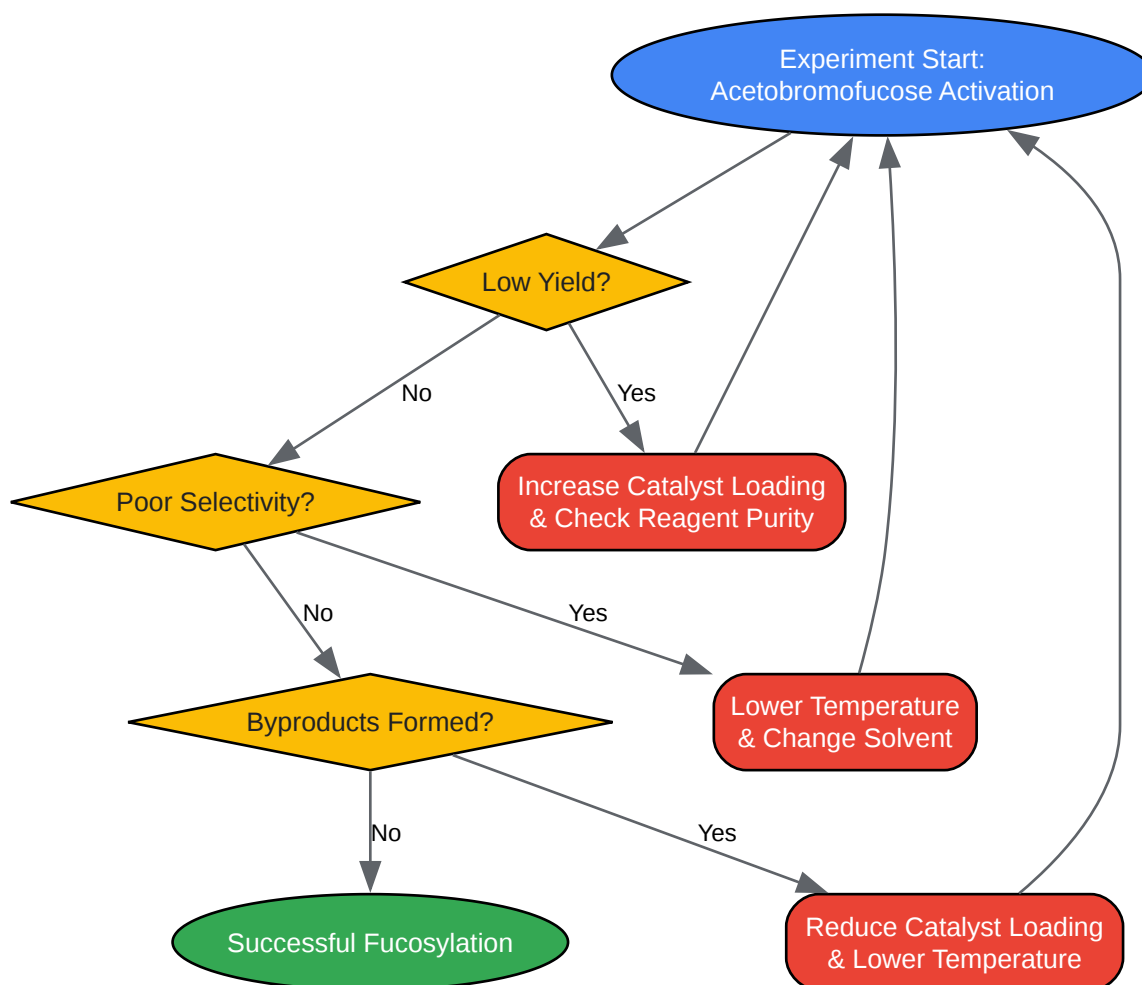 Experiment Start:
Acetobromofucose Activation
Low Yield?
No
Yes
Poor Selectivity?
Increase Catalyst Loading
& Check Reagent Purity
No
Yes
Byproducts Formed?
Lower Temperature
& Change Solvent
No
Yes
Successful Fucosylation
Reduce Catalyst Loading
& Lower Temperature